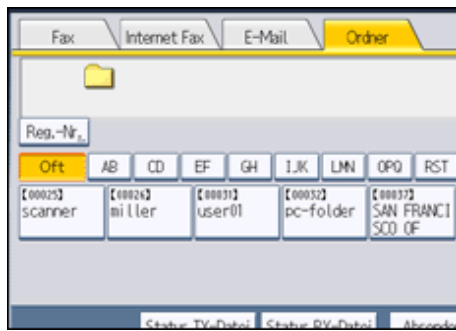 Fax
Internet Fax
E-Mail
Ordner
Reg.-Nr.
Oft
AB
CD
EF
GH
IJK
LMN
OPQ
RST
[00025]
scanner
[00026]
miller
[00031]
user01
[00032]
pc-folder
[00037]
SAN FRANCI
SCO OF
Status TX-Datei
Status RX-Datei